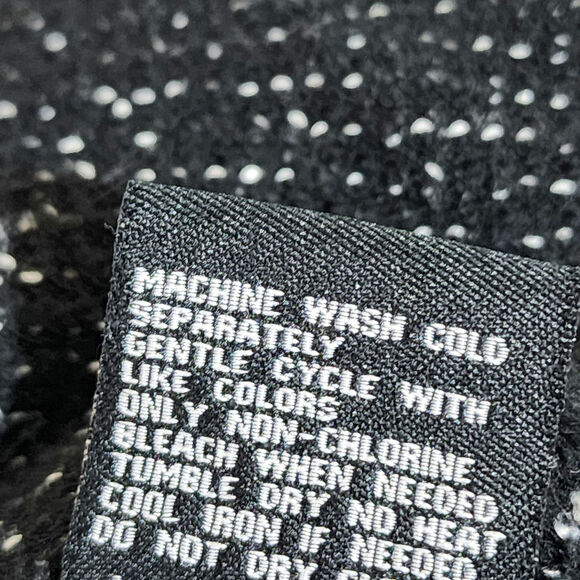 MACHINE WASH COLD
SEPARATELY
GENTLE CYCLE WITH
LIKE COLORS
ONLY NON-CHLORINE
BLEACH WHEN NEEDED
TUMBLE DRY NO HEAT
COOL IRON IF NEEDED
DO NOT DRY